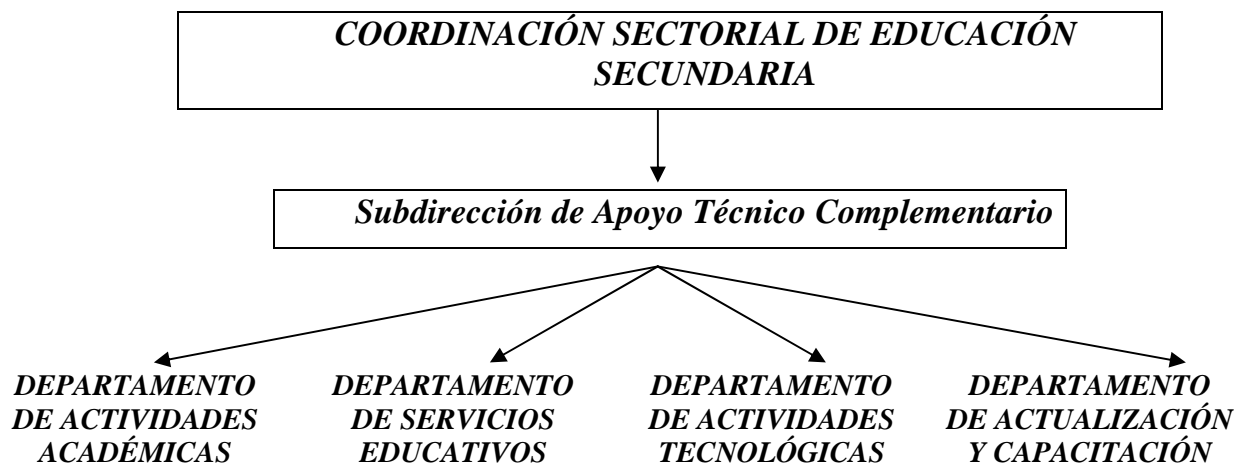 COORDINACIÓN SECTORIAL DE EDUCACIÓN
SECUNDARIA
Subdirección de Apoyo Técnico Complementario
DEPARTAMENTO
DE ACTIVIDADES
ACADÉMICAS
DEPARTAMENTO
DE SERVICIOS
EDUCATIVOS
DEPARTAMENTO
DE ACTIVIDADES
TECNOLÓGICAS
DEPARTAMENTO
DE ACTUALIZACIÓN
Y CAPACITACIÓN